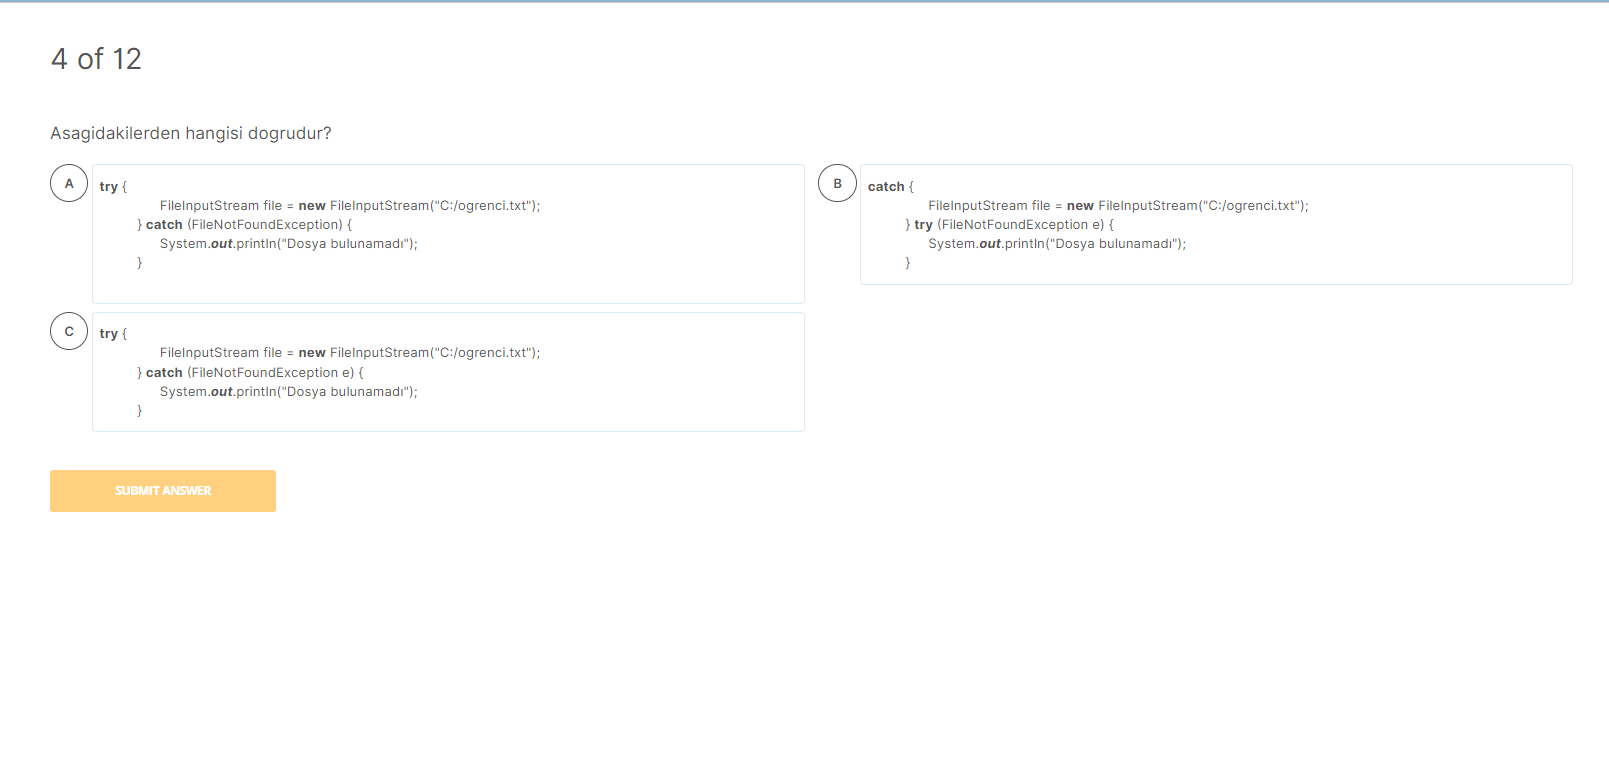 4 of 12
Asagidakilerden hangisi dogrudur?
A
try {
FileInputStream file = new FileInputStream("C:/ogrenci.txt");
} catch (FileNotFoundException) {
System.out.println("Dosya bulunamadı");
}
B
catch {
FileInputStream file = new FileInputStream("C:/ogrenci.txt");
} try (FileNotFoundException e) {
System.out.println("Dosya bulunamadı");
}
C
try {
FileInputStream file = new FileInputStream("C:/ogrenci.txt");
} catch (FileNotFoundException e) {
System.out.println("Dosya bulunamadı");
}
SUBMIT ANSWER